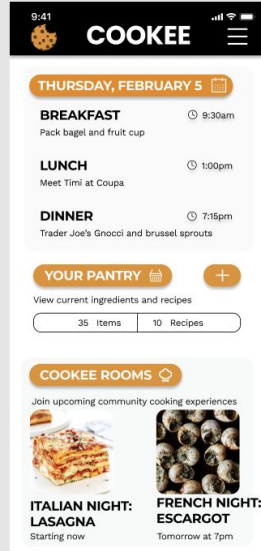 9:41
COOKEE
THURSDAY, FEBRUARY 5
BREAKFAST 9:30am
Pack bagel and fruit cup
LUNCH 1:00pm
Meet Timi at Coupa
DINNER 7:15pm
Trader Joe's Gnocci and brussel sprouts
YOUR PANTRY +
View current ingredients and recipes
35 Items 10 Recipes
COOKEE ROOMS
Join upcoming community cooking experiences
ITALIAN NIGHT:
LASAGNA
Starting now
FRENCH NIGHT:
ESCARGOT
Tomorrow at 7pm